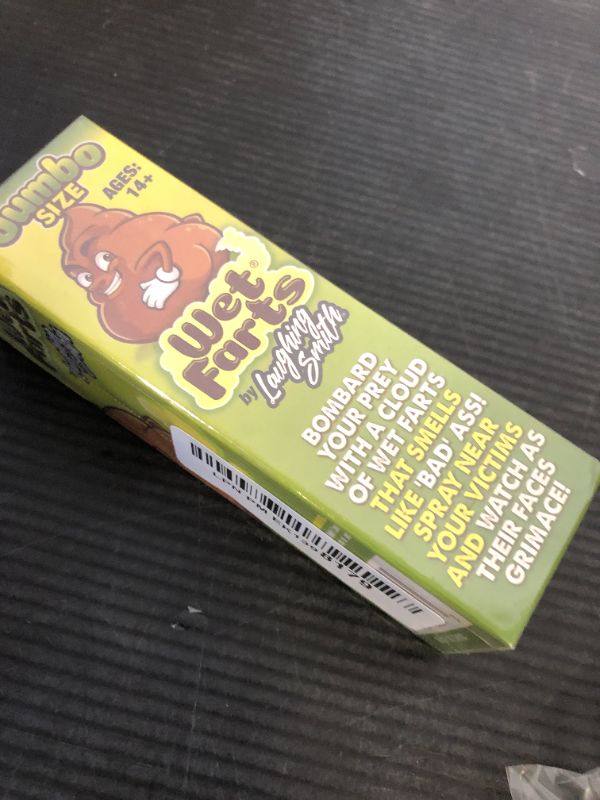 Jumbo
SIZE
AGES:
14+
Wet®
Farts
by Laughing
Smith
BOMBARD
YOUR PREY
WITH A CLOUD
OF WET FARTS
THAT SMELLS
LIKE 'BAD' ASS!
SPRAY NEAR
YOUR VICTIMS
AND WATCH AS
THEIR FACES
GRIMACE!
Farts